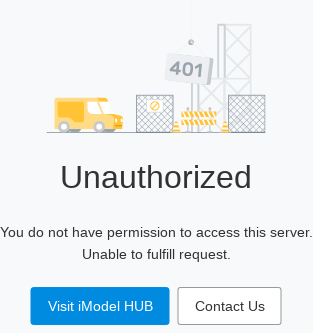 401
Unauthorized
You do not have permission to access this server.
Unable to fulfill request.
Visit iModel HUB
Contact Us